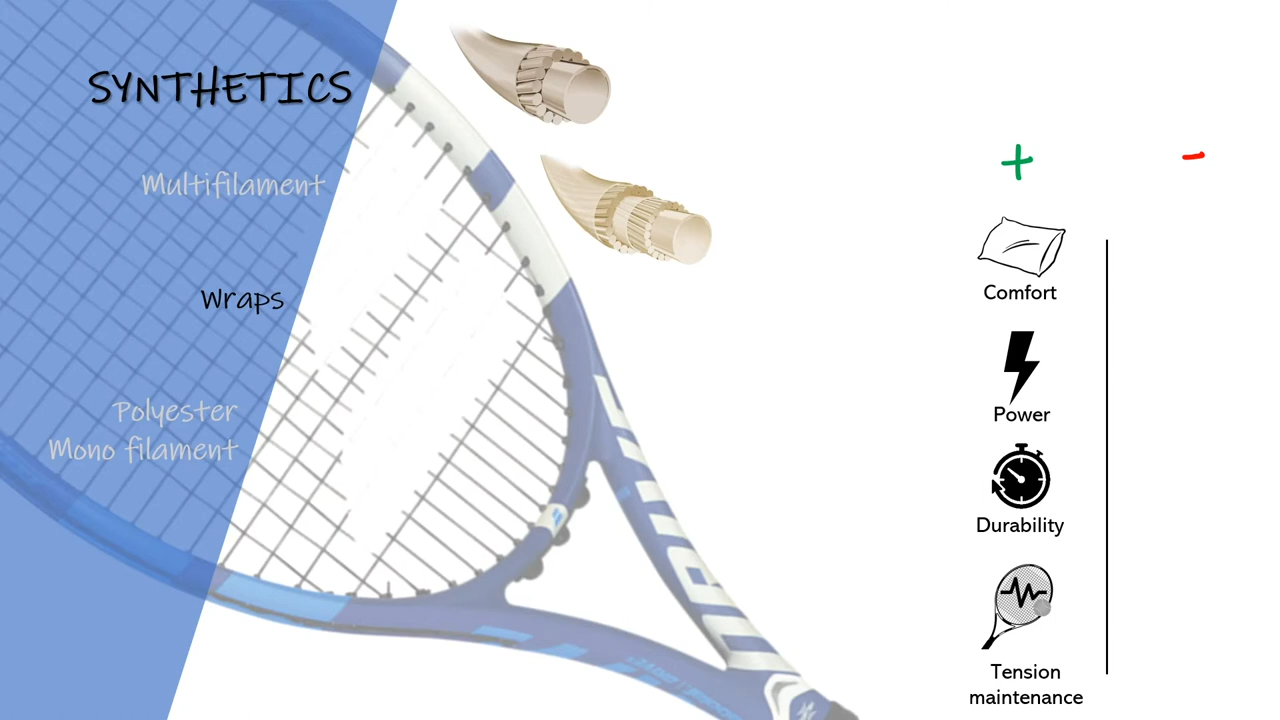 SYNTHETICS
Multifilament
Wraps
Polyester
Mono filament
+
-
Comfort
Power
Durability
Tension
maintenance